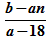 b − an
a − 18